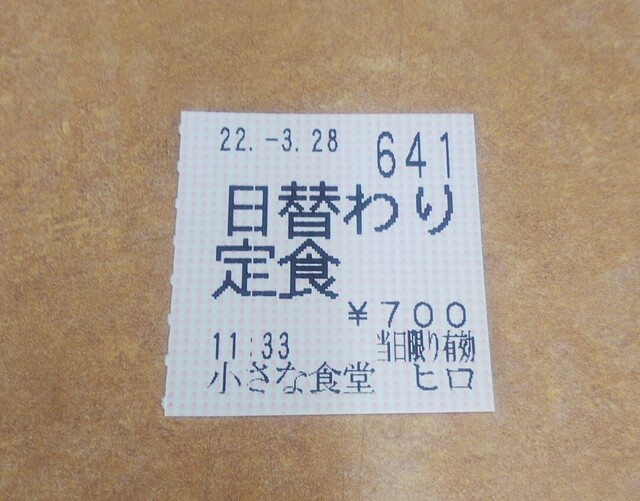 22.-3.28 641
日替わり
定食
¥700
11:33 当日限り有効
小さな食堂 ヒロ